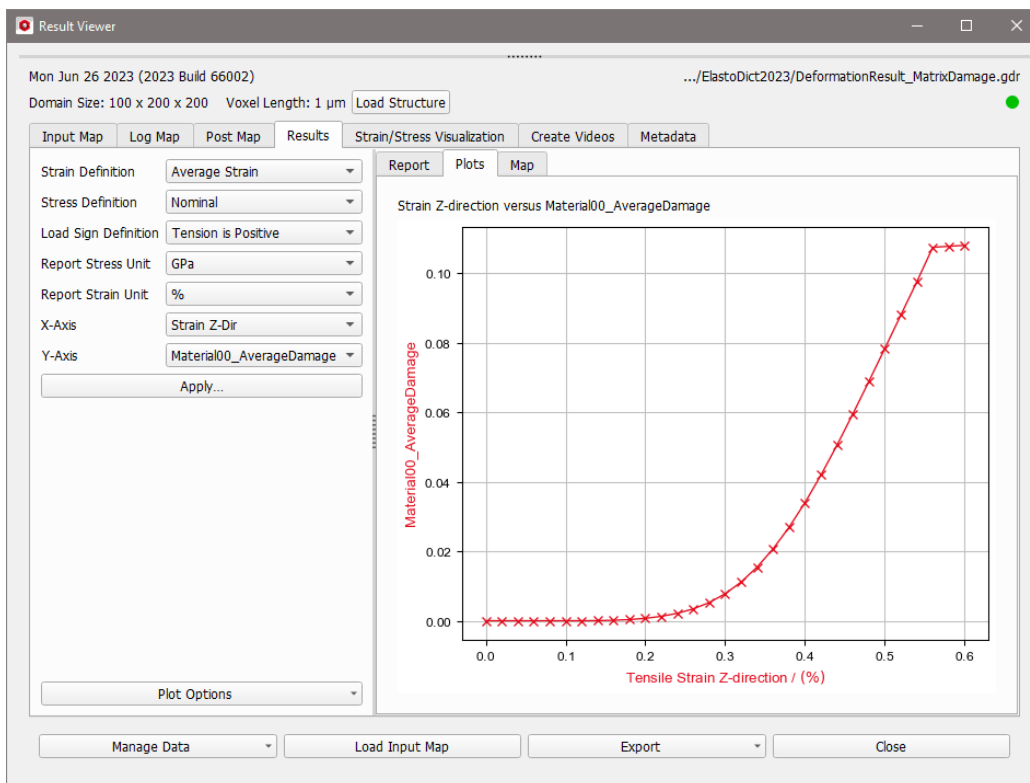 Result Viewer
Mon Jun 26 2023 (2023 Build 66002)
.../ElastoDict2023/DeformationResult_MatrixDamage.gdr
Domain Size: 100 x 200 x 200 Voxel Length: 1 µm Load Structure
Input Map Log Map Post Map Results Strain/Stress Visualization Create Videos Metadata
Strain Definition Average Strain
Stress Definition Nominal
Load Sign Definition Tension is Positive
Report Stress Unit GPa
Report Strain Unit %
X-Axis Strain Z-Dir
Y-Axis Material00_AverageDamage
Apply...
Plot Options
Report Plots Map
Strain Z-direction versus Material00_AverageDamage
Material00_AverageDamage
0.10
0.08
0.06
0.04
0.02
0.00
0.0 0.1 0.2 0.3 0.4 0.5 0.6
Tensile Strain Z-direction / (%)
Manage Data Load Input Map Export Close